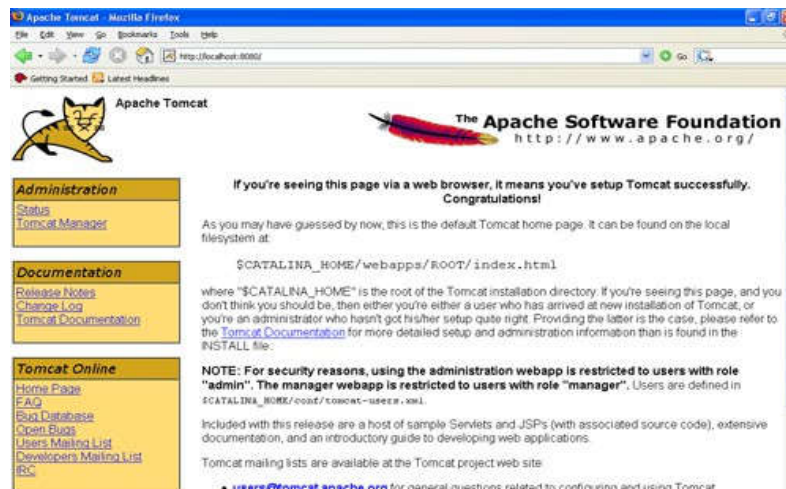 Apache Tomcat - Mozilla Firefox
File Edit View Go Bookmarks Tools Help
http://localhost:8080/
Go
Getting Started Latest Headlines
Apache Tomcat
The Apache Software Foundation
http://www.apache.org/
Administration
Status
Tomcat Manager
Documentation
Release Notes
Change Log
Tomcat Documentation
Tomcat Online
Home Page
FAQ
Bug Database
Open Bugs
Users Mailing List
Developers Mailing List
IRC
If you're seeing this page via a web browser, it means you've setup Tomcat successfully.
Congratulations!
As you may have guessed by now, this is the default Tomcat home page. It can be found on the local
filesystem at:
$CATALINA_HOME/webapps/ROOT/index.html
where "$CATALINA_HOME" is the root of the Tomcat installation directory. If you're seeing this page, and you
don't think you should be, then either you're either a user who has arrived at new installation of Tomcat, or
you're an administrator who hasn't got his/her setup quite right. Providing the latter is the case, please refer to
the Tomcat Documentation for more detailed setup and administration information than is found in the
INSTALL file.
NOTE: For security reasons, using the administration webapp is restricted to users with role
"admin". The manager webapp is restricted to users with role "manager". Users are defined in
$CATALINA_HOME/conf/tomcat-users.xml.
Included with this release are a host of sample Servlets and JSPs (with associated source code), extensive
documentation, and an introductory guide to developing web applications.
Tomcat mailing lists are available at the Tomcat project web site:
users@tomcat.apache.org for general questions related to configuring and using Tomcat